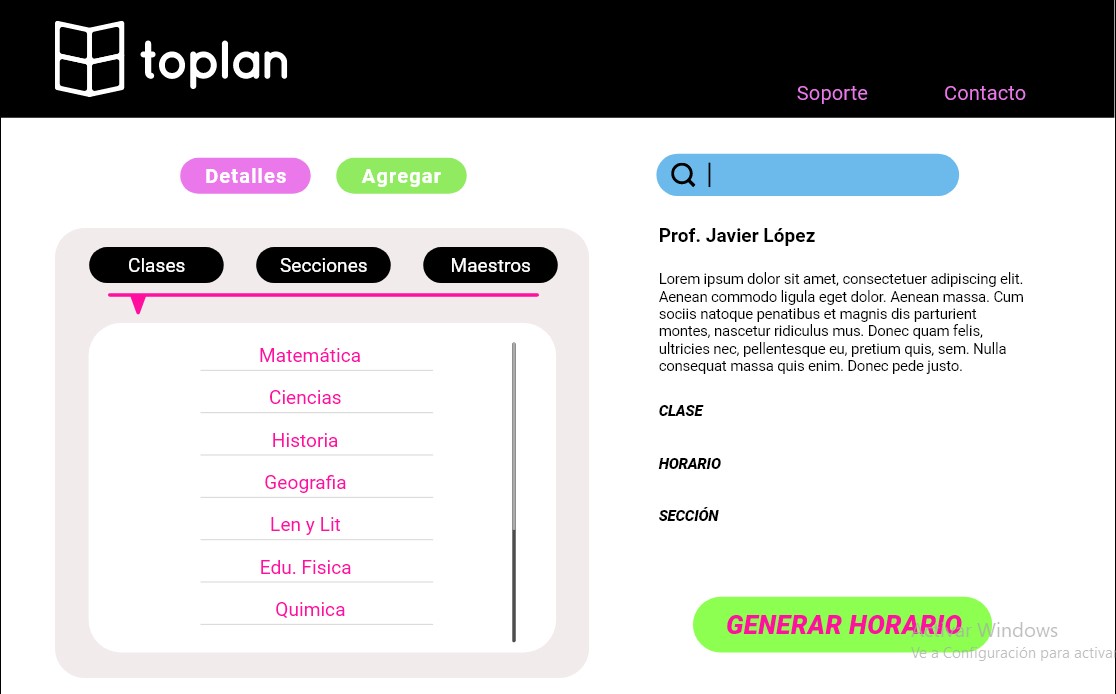 toplan
Soporte
Contacto
Detalles
Agregar
Clases
Secciones
Maestros
Matemática
Ciencias
Historia
Geografia
Len y Lit
Edu. Fisica
Quimica
Prof. Javier López
Lorem ipsum dolor sit amet, consectetuer adipiscing elit.
Aenean commodo ligula eget dolor. Aenean massa. Cum
sociis natoque penatibus et magnis dis parturient
montes, nascetur ridiculus mus. Donec quam felis,
ultricies nec, pellentesque eu, pretium quis, sem. Nulla
consequat massa quis enim. Donec pede justo.
CLASE
HORARIO
SECCIÓN
GENERAR HORARIO
Activar Windows
Ve a Configuración para activa